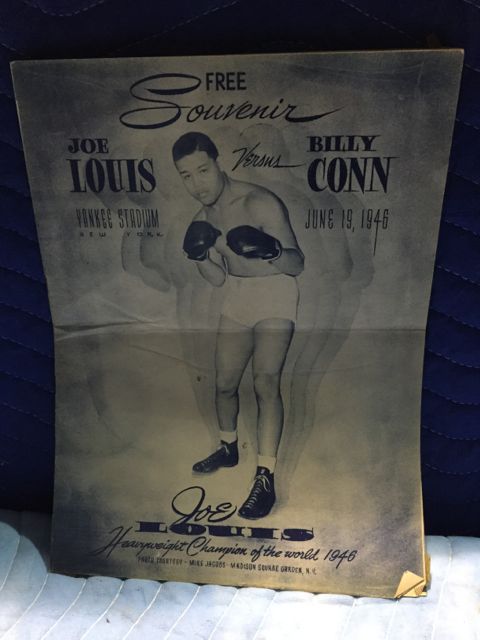 FREE
Souvenir
JOE
LOUIS
Versus
BILLY
CONN
YANKEE STADIUM
NEW YORK
JUNE 19, 1946
JOE
LOUIS
Heavyweight Champion of the world 1946
PHOTO COURTESY - MIKE JACOBS - MADISON SQUARE GARDEN, N.Y.